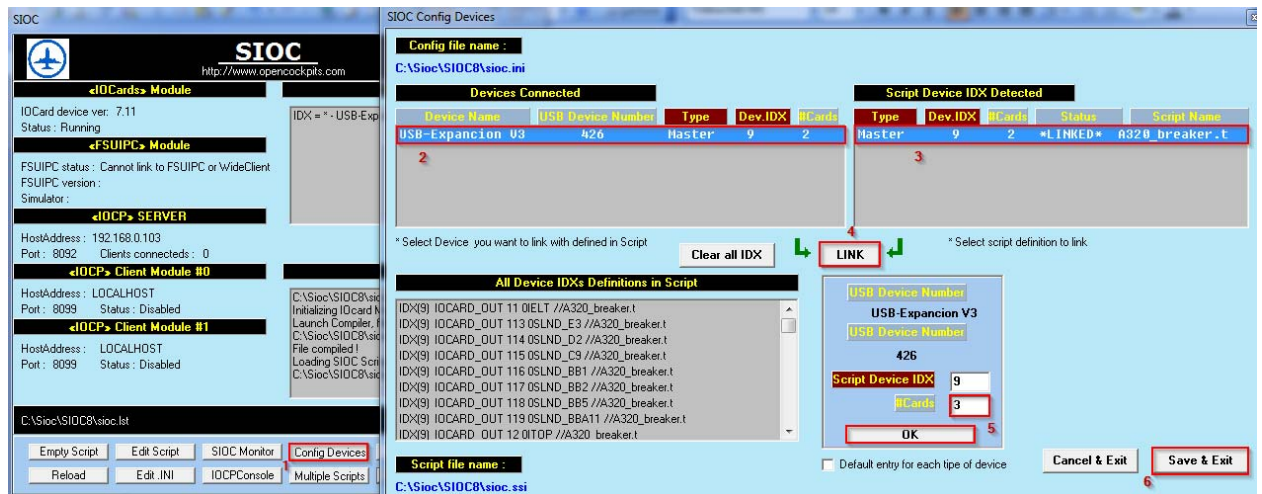 SIOC
SIOC
http://www.opencockpits.com
«IOCards» Module
IOCard device ver: 7.11
Status : Running
IDX = * - USB-Exp
«FSUIPC» Module
FSUIPC status : Cannot link to FSUIPC or WideClient
FSUIPC version :
Simulator :
«IOCP» SERVER
HostAddress : 192.168.0.103
Port : 8092 Clients connecteds : 0
«IOCP» Client Module #0
HostAddress : LOCALHOST
Port : 8099 Status : Disabled
«IOCP» Client Module #1
HostAddress : LOCALHOST
Port : 8099 Status : Disabled
C:\Sioc\SIOC8\sio
Initializing IOcard M
Launch Compiler, f
C:\Sioc\SIOC8\sio
File compiled !
Loading SIOC Scri
C:\Sioc\SIOC8\sio
C:\Sioc\SIOC8\sioc.lst
Empty Script Edit Script SIOC Monitor 1 Config Devices
Reload Edit .INI IOCPConsole Multiple Scripts
SIOC Config Devices
Config file name :
C:\Sioc\SIOC8\sioc.ini
Devices Connected
Device Name USB Device Number Type Dev.IDX #Cards
USB-Expancion V3 426 Master 9 2
2
Script Device IDX Detected
Type Dev.IDX #Cards Status Script Name
Master 9 2 *LINKED* A320_breaker.t
3
* Select Device you want to link with defined in Script
Clear all IDX
4
LINK
* Select script definition to link
All Device IDXs Definitions in Script
IDX(9) IOCARD_OUT 11 0IELT //A320_breaker.t
IDX(9) IOCARD_OUT 113 0SLND_E3 //A320_breaker.t
IDX(9) IOCARD_OUT 114 0SLND_D2 //A320_breaker.t
IDX(9) IOCARD_OUT 115 0SLND_C9 //A320_breaker.t
IDX(9) IOCARD_OUT 116 0SLND_BB1 //A320_breaker.t
IDX(9) IOCARD_OUT 117 0SLND_BB2 //A320_breaker.t
IDX(9) IOCARD_OUT 118 0SLND_BB5 //A320_breaker.t
IDX(9) IOCARD_OUT 119 0SLND_BBA11 //A320_breaker.t
IDX(9) IOCARD_OUT 12 0ITOP //A320_breaker.t
USB Device Number
USB-Expancion V3
USB Device Number
426
Script Device IDX 9
#Cards 3
5
OK
Default entry for each tipe of device
Cancel & Exit
Save & Exit
6
Script file name :
C:\Sioc\SIOC8\sioc.ssi